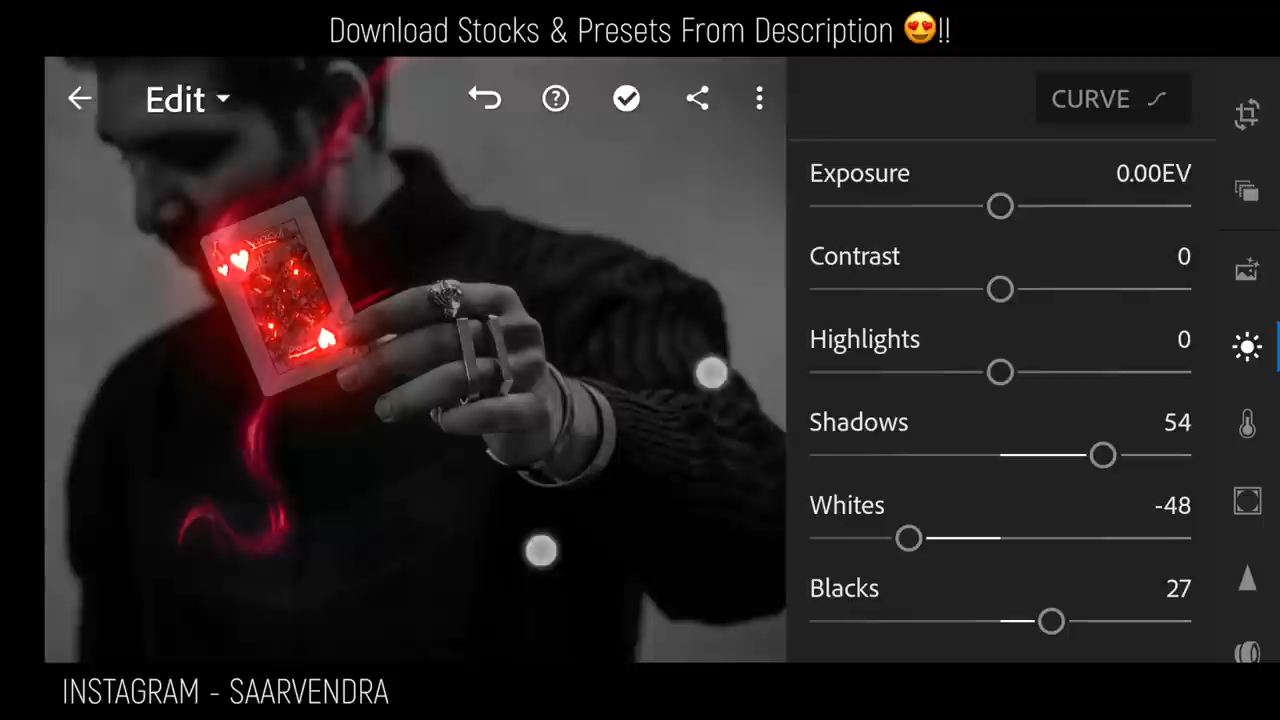 Download Stocks & Presets From Description 😍!!
Edit
CURVE
Exposure 0.00EV
Contrast 0
Highlights 0
Shadows 54
Whites -48
Blacks 27
INSTAGRAM - SAARVENDRA